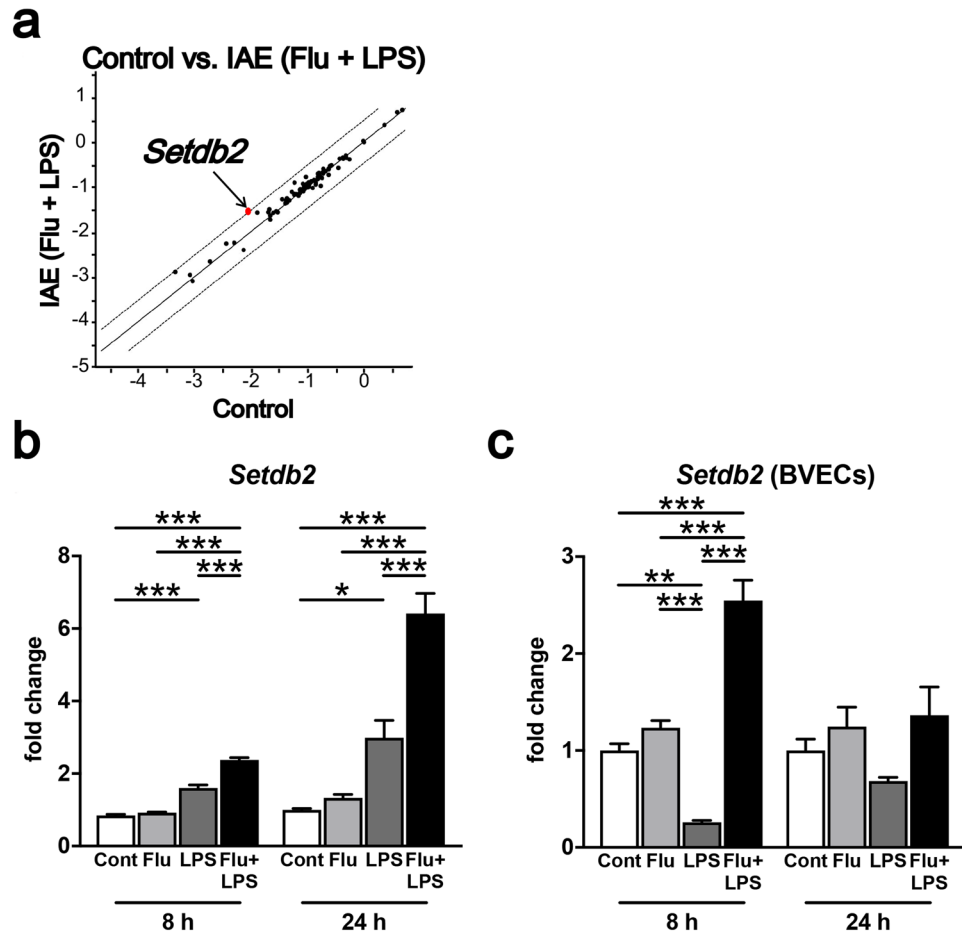 a
Control vs. IAE (Flu + LPS)
Setdb2
IAE (Flu + LPS)
1
0
-1
-2
-3
-4
-5
-4 -3 -2 -1 0
Control
b
Setdb2
*** ***
*** ***
*** ***
*** *
fold change
8
6
4
2
0
Cont Flu LPS Flu+ LPS Cont Flu LPS Flu+ LPS
8 h 24 h
c
Setdb2 (BVECs)
***
***
***
**
***
fold change
3
2
1
0
Cont Flu LPS Flu+ LPS Cont Flu LPS Flu+ LPS
8 h 24 h